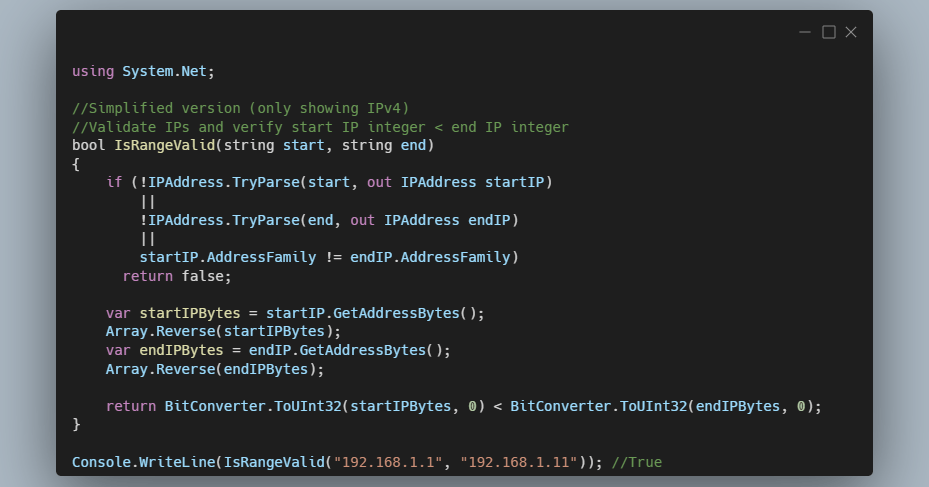 using System.Net;

//Simplified version (only showing IPv4)
//Validate IPs and verify start IP integer < end IP integer
bool IsRangeValid(string start, string end)
{
    if (!IPAddress.TryParse(start, out IPAddress startIP)
        ||
        !IPAddress.TryParse(end, out IPAddress endIP)
        ||
        startIP.AddressFamily != endIP.AddressFamily)
      return false;

    var startIPBytes = startIP.GetAddressBytes();
    Array.Reverse(startIPBytes);
    var endIPBytes = endIP.GetAddressBytes();
    Array.Reverse(endIPBytes);

    return BitConverter.ToUInt32(startIPBytes, 0) < BitConverter.ToUInt32(endIPBytes, 0);
}

Console.WriteLine(IsRangeValid("192.168.1.1", "192.168.1.11")); //True